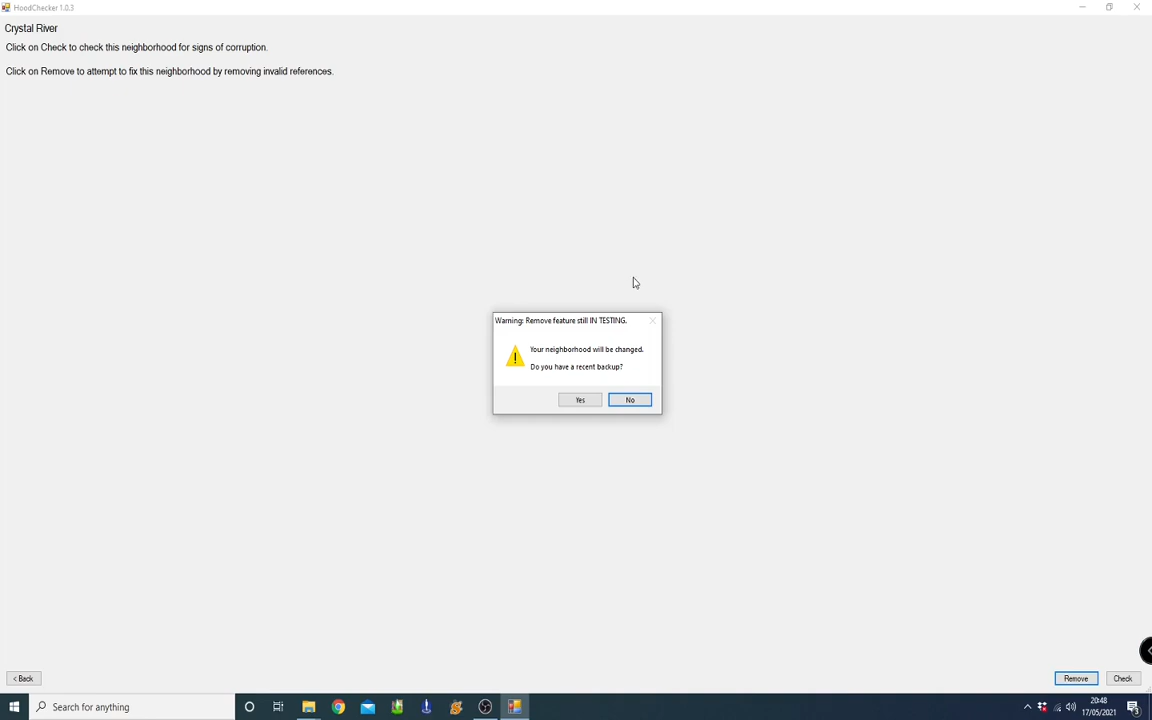 HoodChecker 1.0.3
Crystal River
Click on Check to check this neighborhood for signs of corruption.
Click on Remove to attempt to fix this neighborhood by removing invalid references.
Warning: Remove feature still IN TESTING.
Your neighborhood will be changed.
Do you have a recent backup?
Yes
No
< Back
Remove
Check
Search for anything
20:48
17/05/2021
3